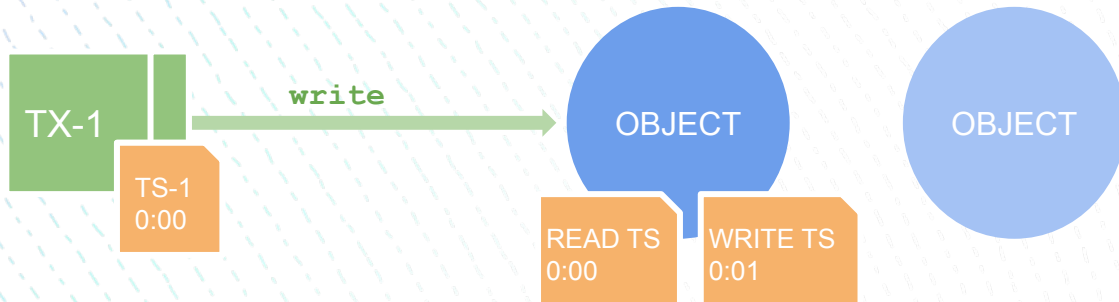 TX-1
TS-1
0:00
write
OBJECT
READ TS
0:00
WRITE TS
0:01
OBJECT